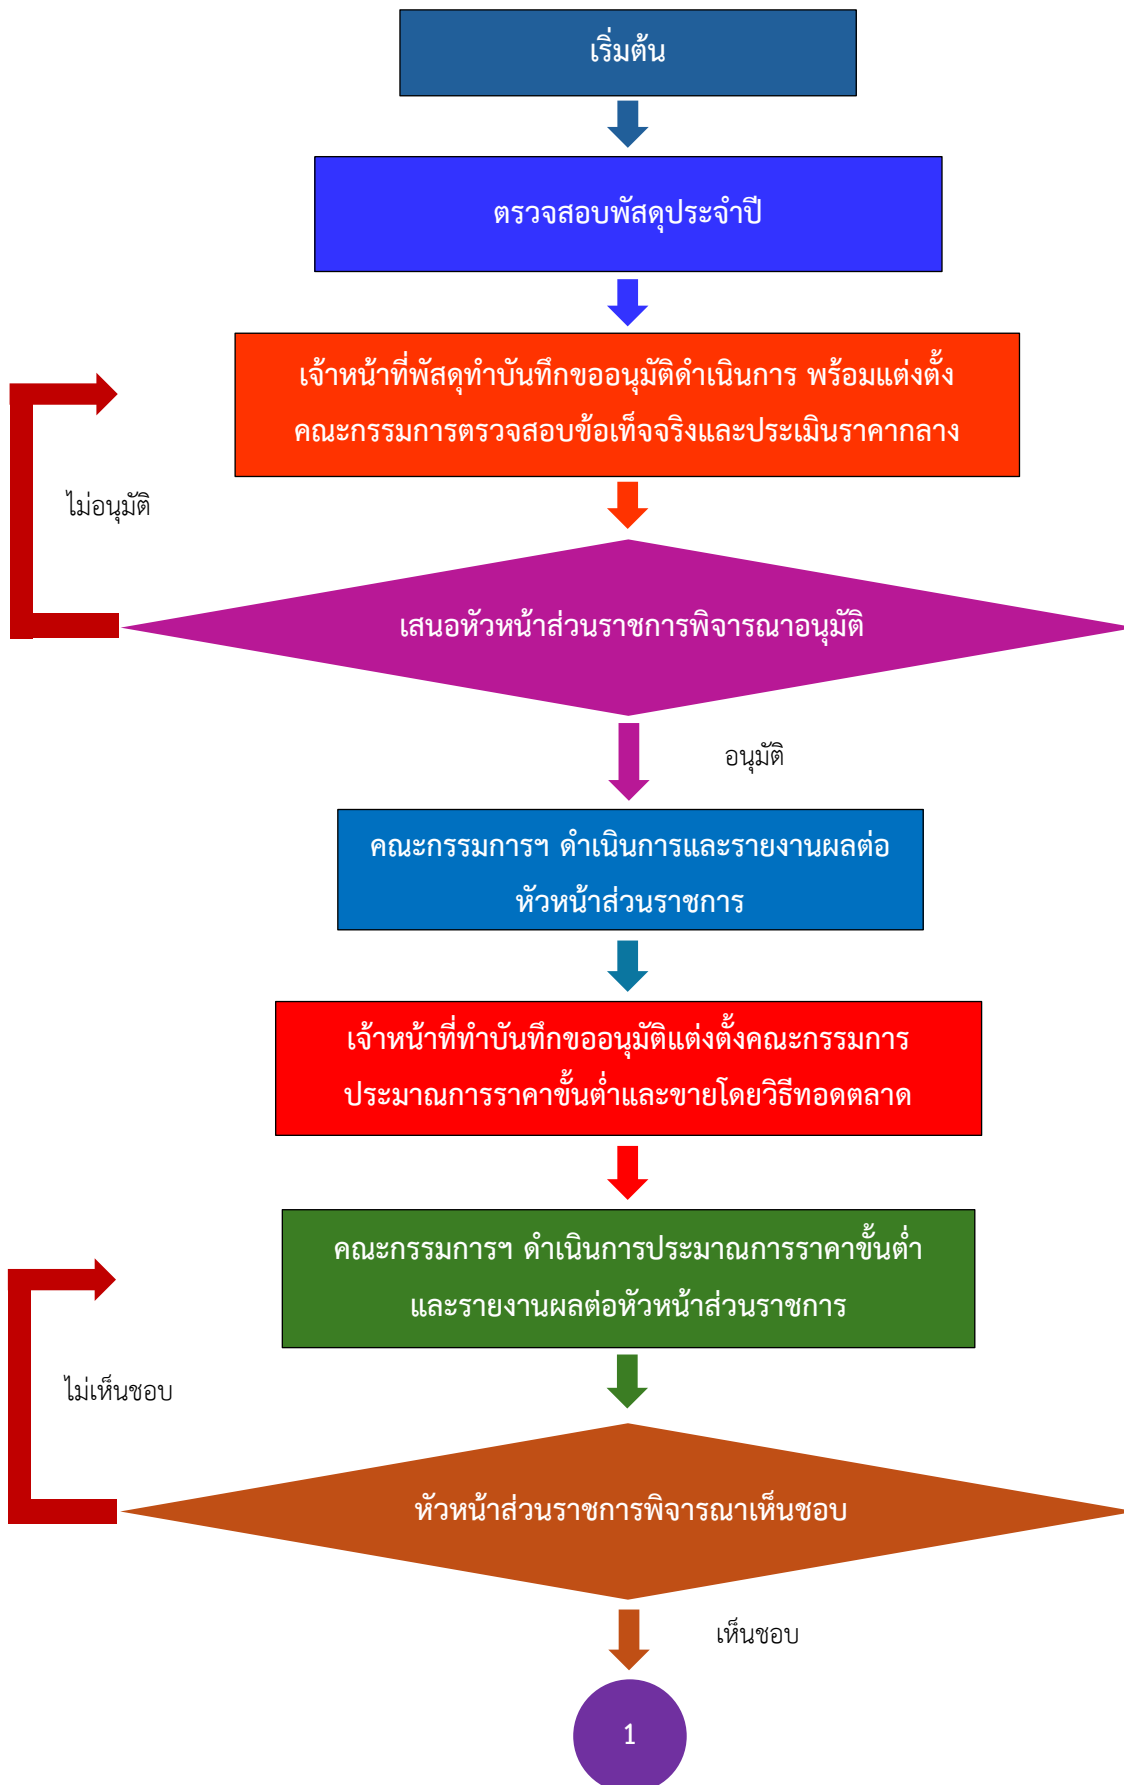 เริ่มต้น
ตรวจสอบพัสดุประจำปี
เจ้าหน้าที่พัสดุทำบันทึกขออนุมัติดำเนินการ พร้อมแต่งตั้ง
คณะกรรมการตรวจสอบข้อเท็จจริงและประเมินราคากลาง
ไม่อนุมัติ
เสนอหัวหน้าส่วนราชการพิจารณาอนุมัติ
อนุมัติ
คณะกรรมการฯ ดำเนินการและรายงานผลต่อ
หัวหน้าส่วนราชการ
เจ้าหน้าที่ทำบันทึกขออนุมัติแต่งตั้งคณะกรรมการ
ประมาณการราคาขั้นต่ำและขายโดยวิธีทอดตลาด
คณะกรรมการฯ ดำเนินการประมาณการราคาขั้นต่ำ
และรายงานผลต่อหัวหน้าส่วนราชการ
ไม่เห็นชอบ
หัวหน้าส่วนราชการพิจารณาเห็นชอบ
เห็นชอบ
1